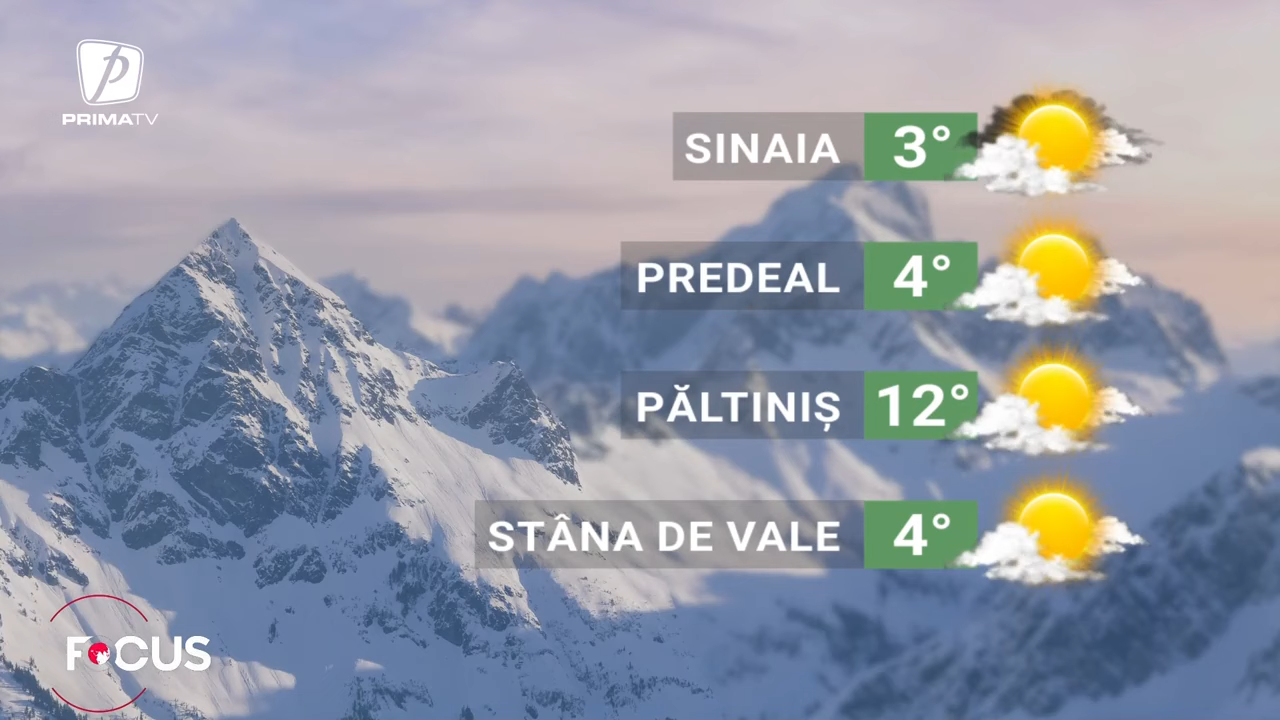 PRIMATV
SINAIA 3°
PREDEAL 4°
PĂLTINIȘ 12°
STÂNA DE VALE 4°
FOCUS